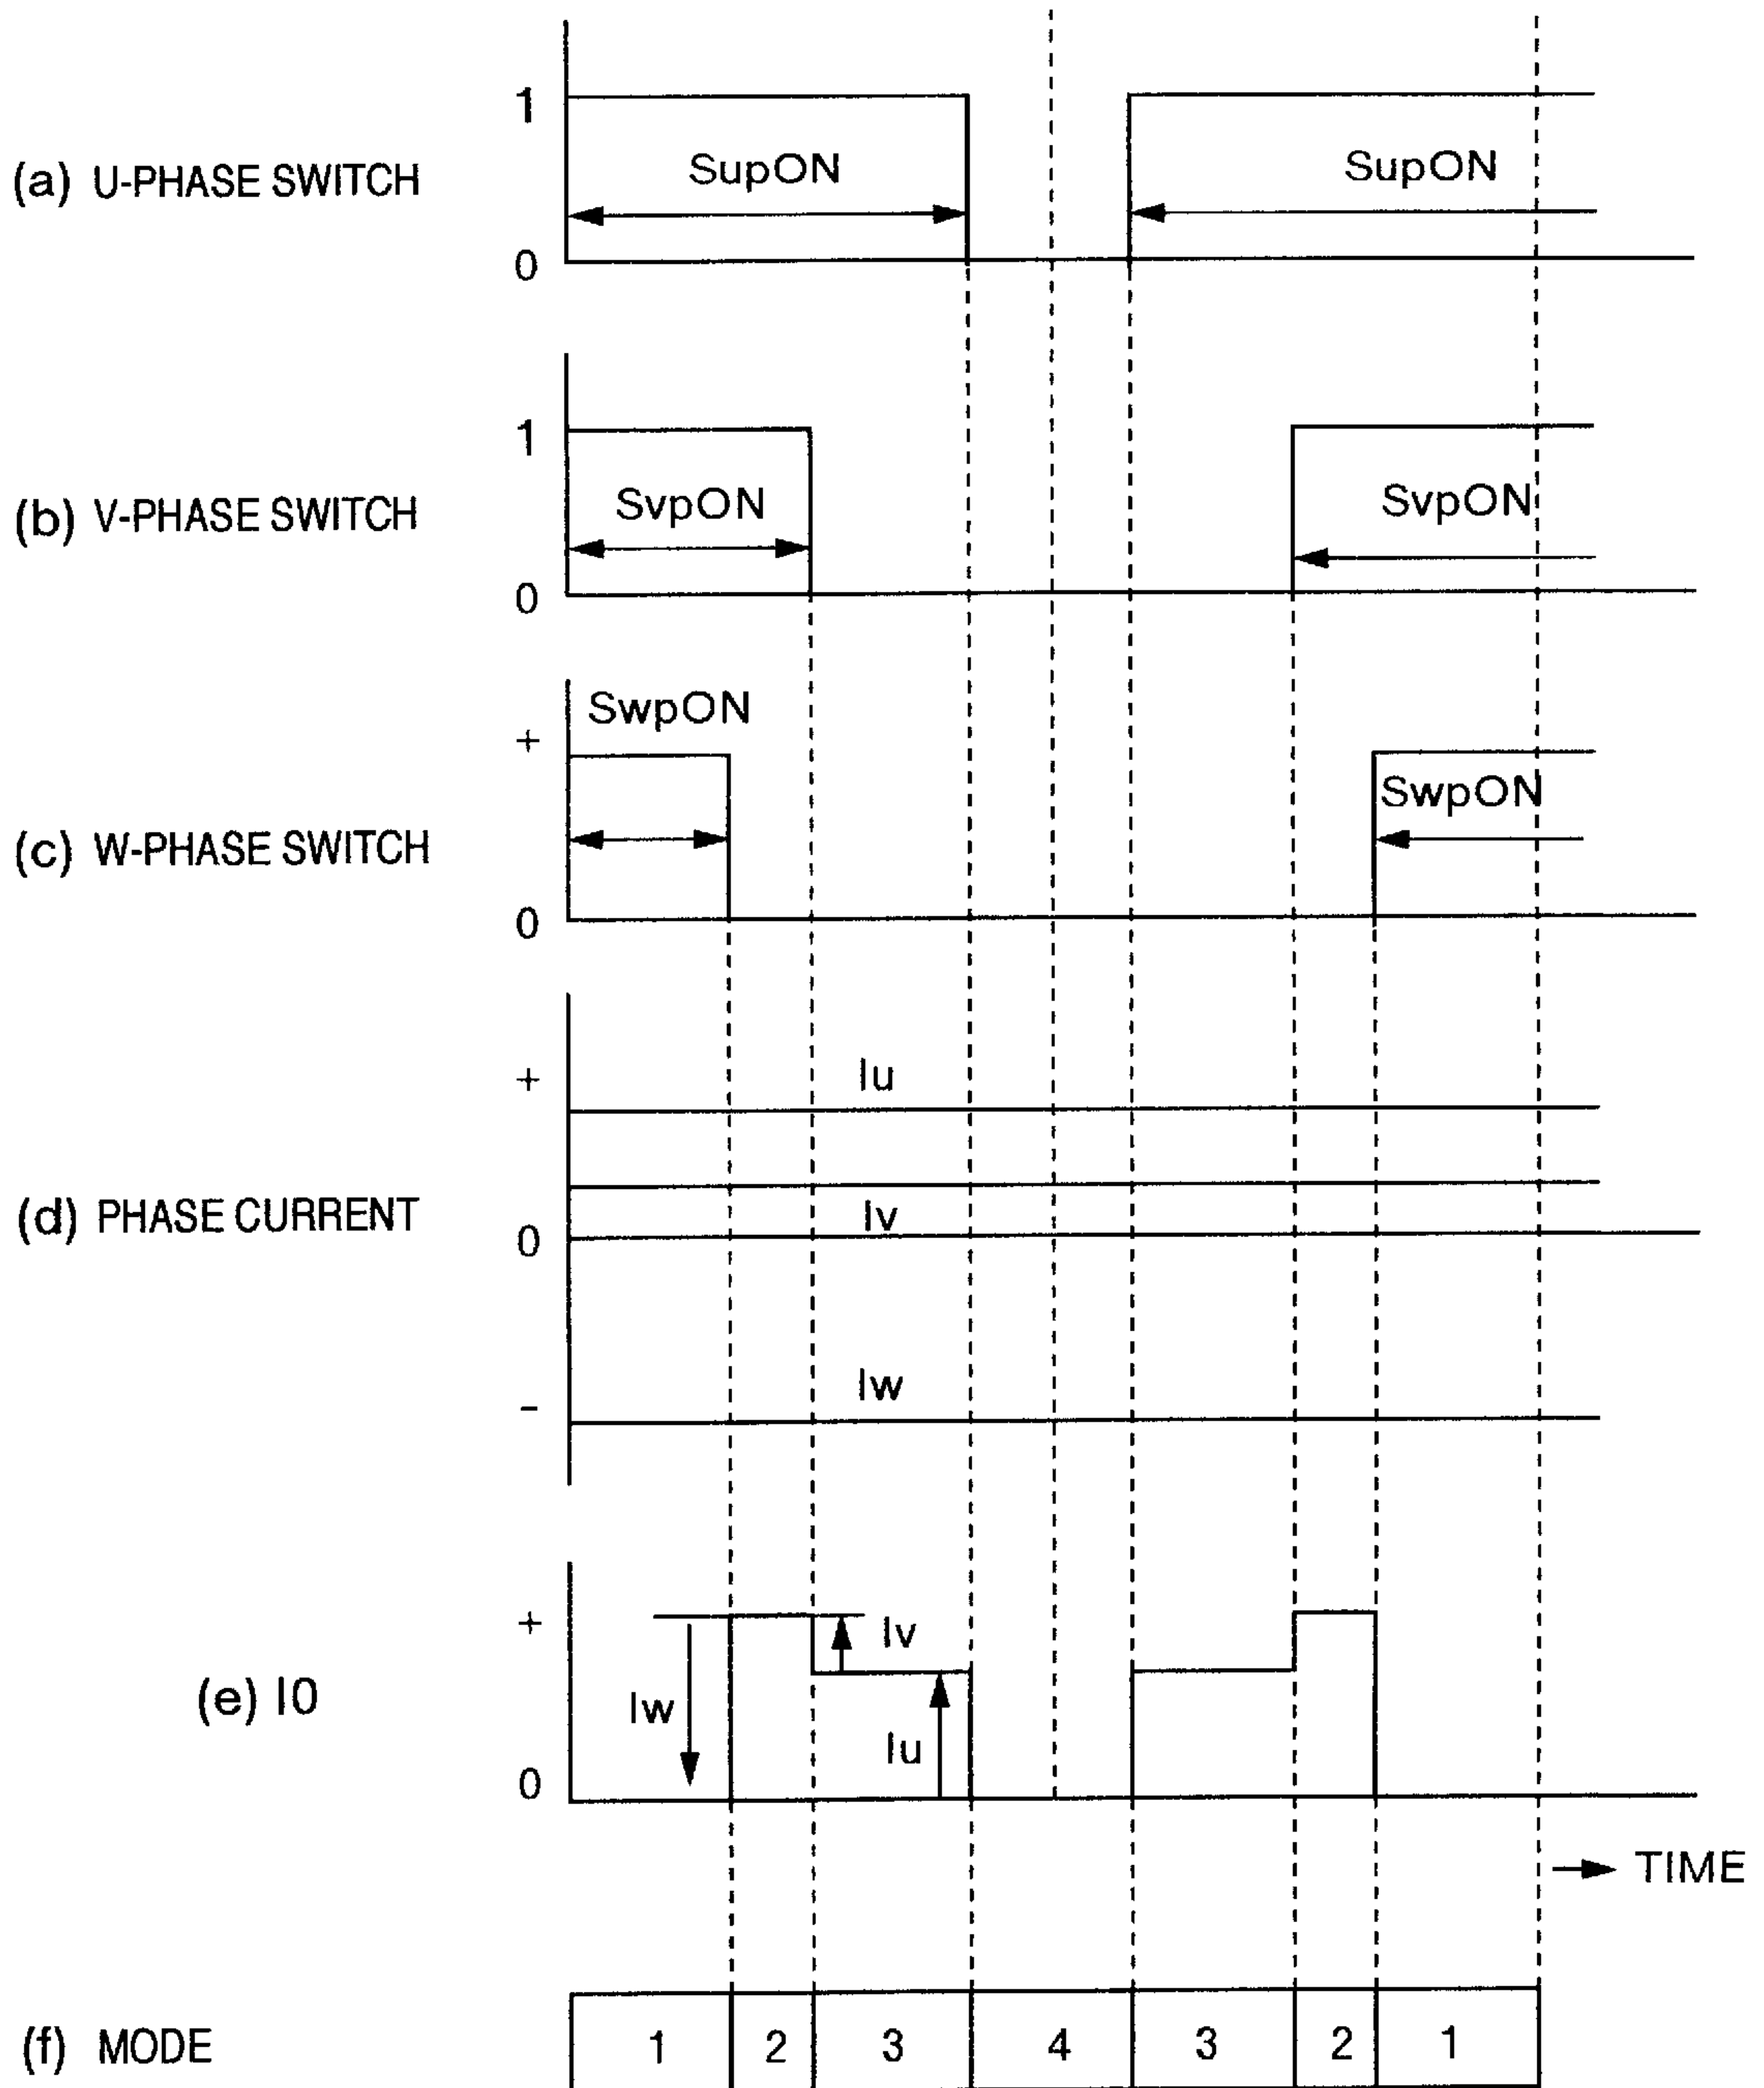 1
(a) U-PHASE SWITCH
SupON
SupON
0
1
(b) V-PHASE SWITCH
SvpON
SvpON
0
SwpON
+
SwpON
(c) W-PHASE SWITCH
0
+
Iu
(d) PHASE CURRENT
Iv
0
Iw
-
+
Iv
(e) I0
Iw
Iu
0
TIME
(f) MODE
1
2
3
4
3
2
1